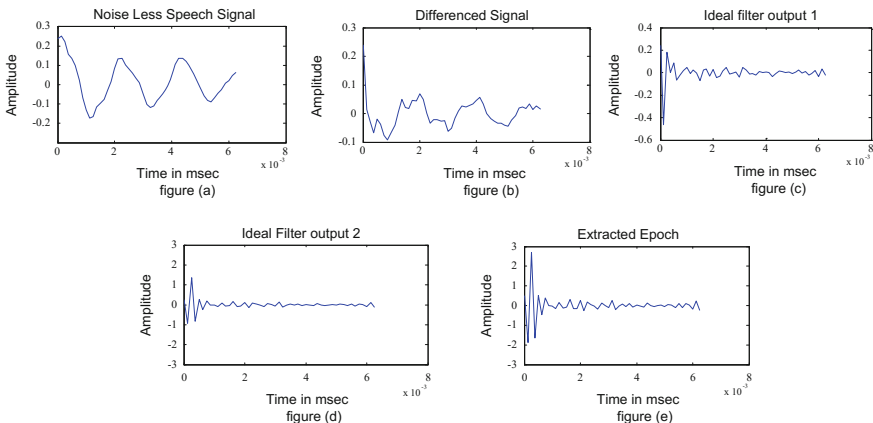 Noise Less Speech Signal
0.3
0.2
0.1
0
-0.1
-0.2
Amplitude
0 2 4 6 8
x 10⁻³
Time in msec
figure (a)
Differenced Signal
0.3
0.2
0.1
0
-0.1
Amplitude
0 2 4 6 8
x 10⁻³
Time in msec
figure (b)
Ideal filter output 1
0.4
0.2
0
-0.2
-0.4
-0.6
Amplitude
0 2 4 6 8
x 10⁻³
Time in msec
figure (c)
Ideal Filter output 2
3
2
1
0
-1
-2
-3
Amplitude
0 2 4 6 8
x 10⁻³
Time in msec
figure (d)
Extracted Epoch
3
2
1
0
-1
-2
-3
Amplitude
0 2 4 6 8
x 10⁻³
Time in msec
figure (e)